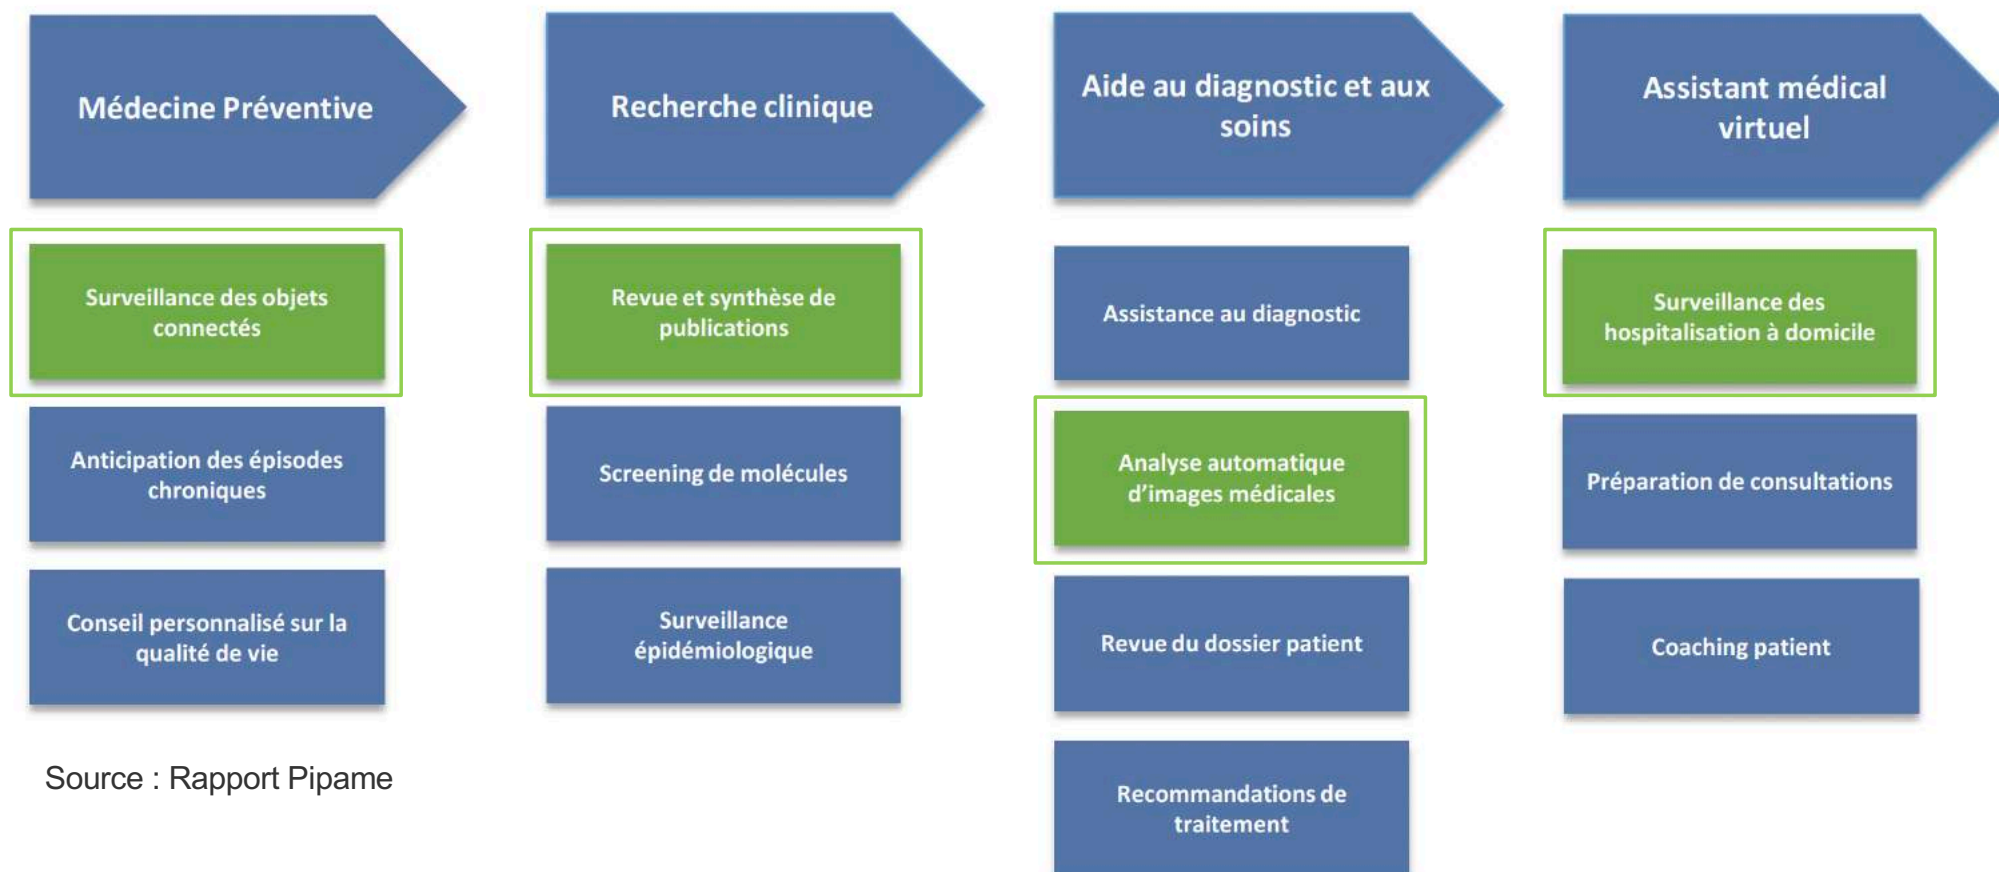 Médecine Préventive
Surveillance des objets
connectés
Anticipation des épisodes
chroniques
Conseil personnalisé sur la
qualité de vie
Recherche clinique
Revue et synthèse de
publications
Screening de molécules
Surveillance
épidémiologique
Aide au diagnostic et aux
soins
Assistance au diagnostic
Analyse automatique
d’images médicales
Revue du dossier patient
Recommandations de
traitement
Assistant médical
virtuel
Surveillance des
hospitalisation à domicile
Préparation de consultations
Coaching patient
Source : Rapport Pipame